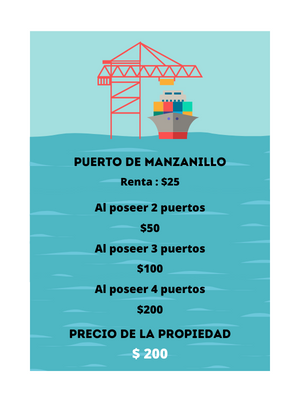 PUERTO DE MANZANILLO
Renta : $25
Al poseer 2 puertos
$50
Al poseer 3 puertos
$100
Al poseer 4 puertos
$200
PRECIO DE LA PROPIEDAD
$ 200